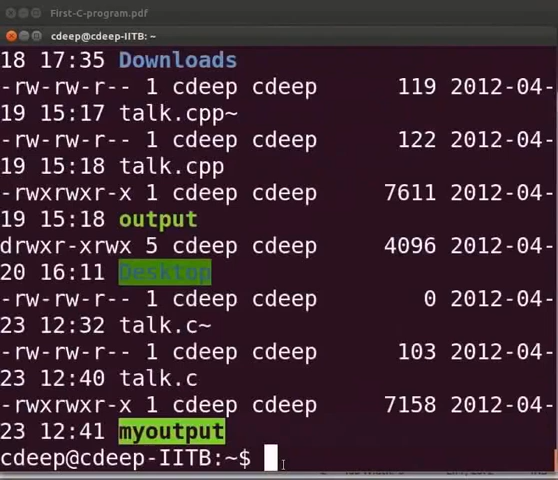 First-C-program.pdf
cdeep@cdeep-IITB: ~
18 17:35 Downloads
-rw-rw-r-- 1 cdeep cdeep 119 2012-04-
19 15:17 talk.cpp~
-rw-rw-r-- 1 cdeep cdeep 122 2012-04-
19 15:18 talk.cpp
-rwxrwxr-x 1 cdeep cdeep 7611 2012-04-
19 15:18 output
drwxr-xrwx 5 cdeep cdeep 4096 2012-04-
20 16:11 Desktop
-rw-rw-r-- 1 cdeep cdeep 0 2012-04-
23 12:32 talk.c~
-rw-rw-r-- 1 cdeep cdeep 103 2012-04-
23 12:40 talk.c
-rwxrwxr-x 1 cdeep cdeep 7158 2012-04-
23 12:41 myoutput
cdeep@cdeep-IITB:~$